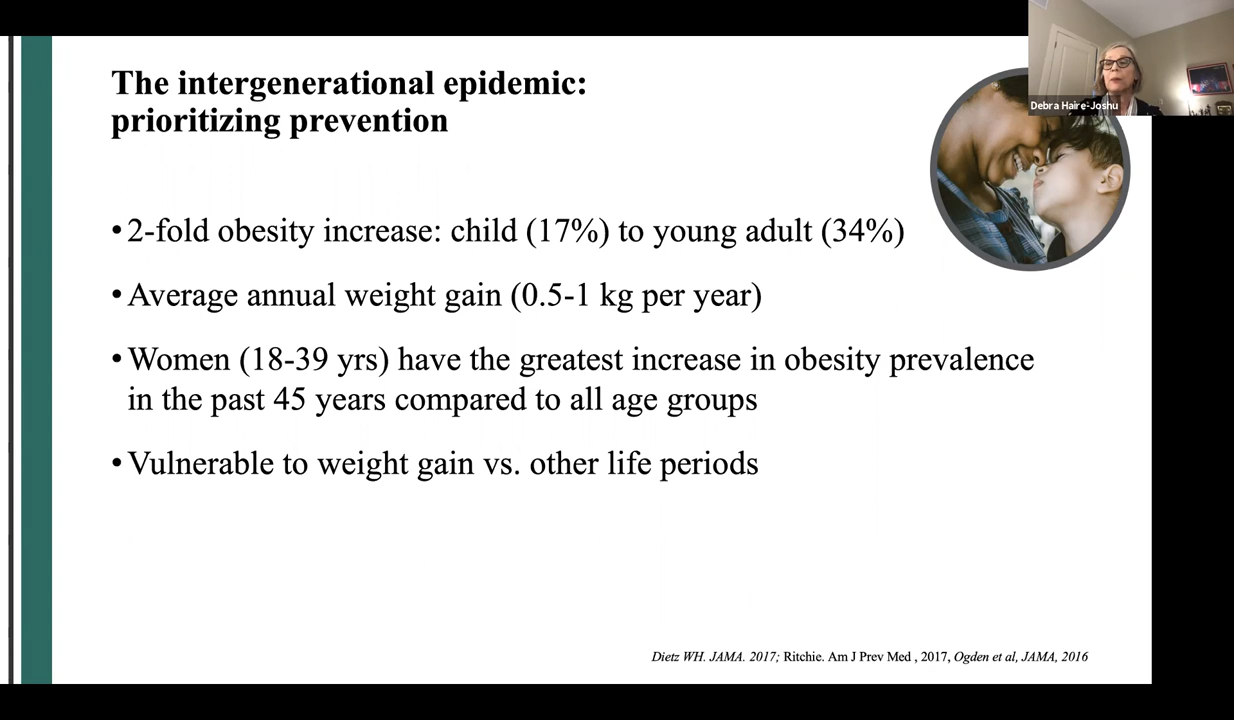 The intergenerational epidemic:
prioritizing prevention
Debra Haire-Joshu
• 2-fold obesity increase: child (17%) to young adult (34%)
• Average annual weight gain (0.5-1 kg per year)
• Women (18-39 yrs) have the greatest increase in obesity prevalence
in the past 45 years compared to all age groups
• Vulnerable to weight gain vs. other life periods
Dietz WH. JAMA. 2017; Ritchie. Am J Prev Med , 2017, Ogden et al, JAMA, 2016